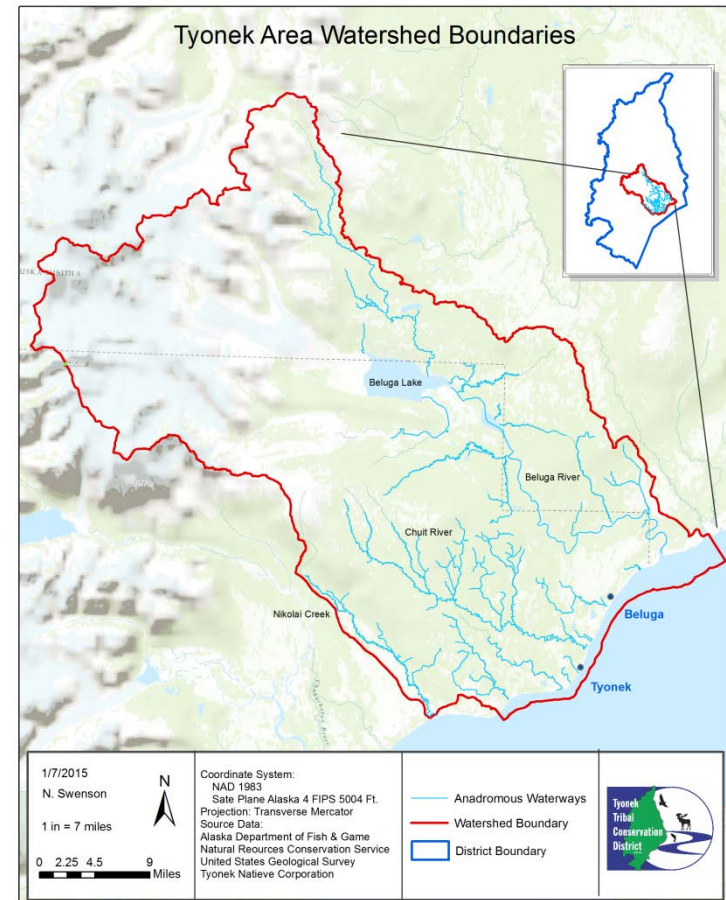 Tyonek Area Watershed Boundaries
Beluga Lake
Beluga River
Chuit River
Nikolai Creek
Beluga
Tyonek
1/7/2015
N. Swenson
1 in = 7 miles
N
0 2.25 4.5 9
Miles
Coordinate System:
NAD 1983
Sate Plane Alaska 4 FIPS 5004 Ft.
Projection: Transverse Mercator
Source Data:
Alaska Department of Fish & Game
Natural Reources Conservation Service
United States Geological Survey
Tyonek Natieve Corporation
Anadromous Waterways
Watershed Boundary
District Boundary
Tyonek
Tribal
Conservation
District